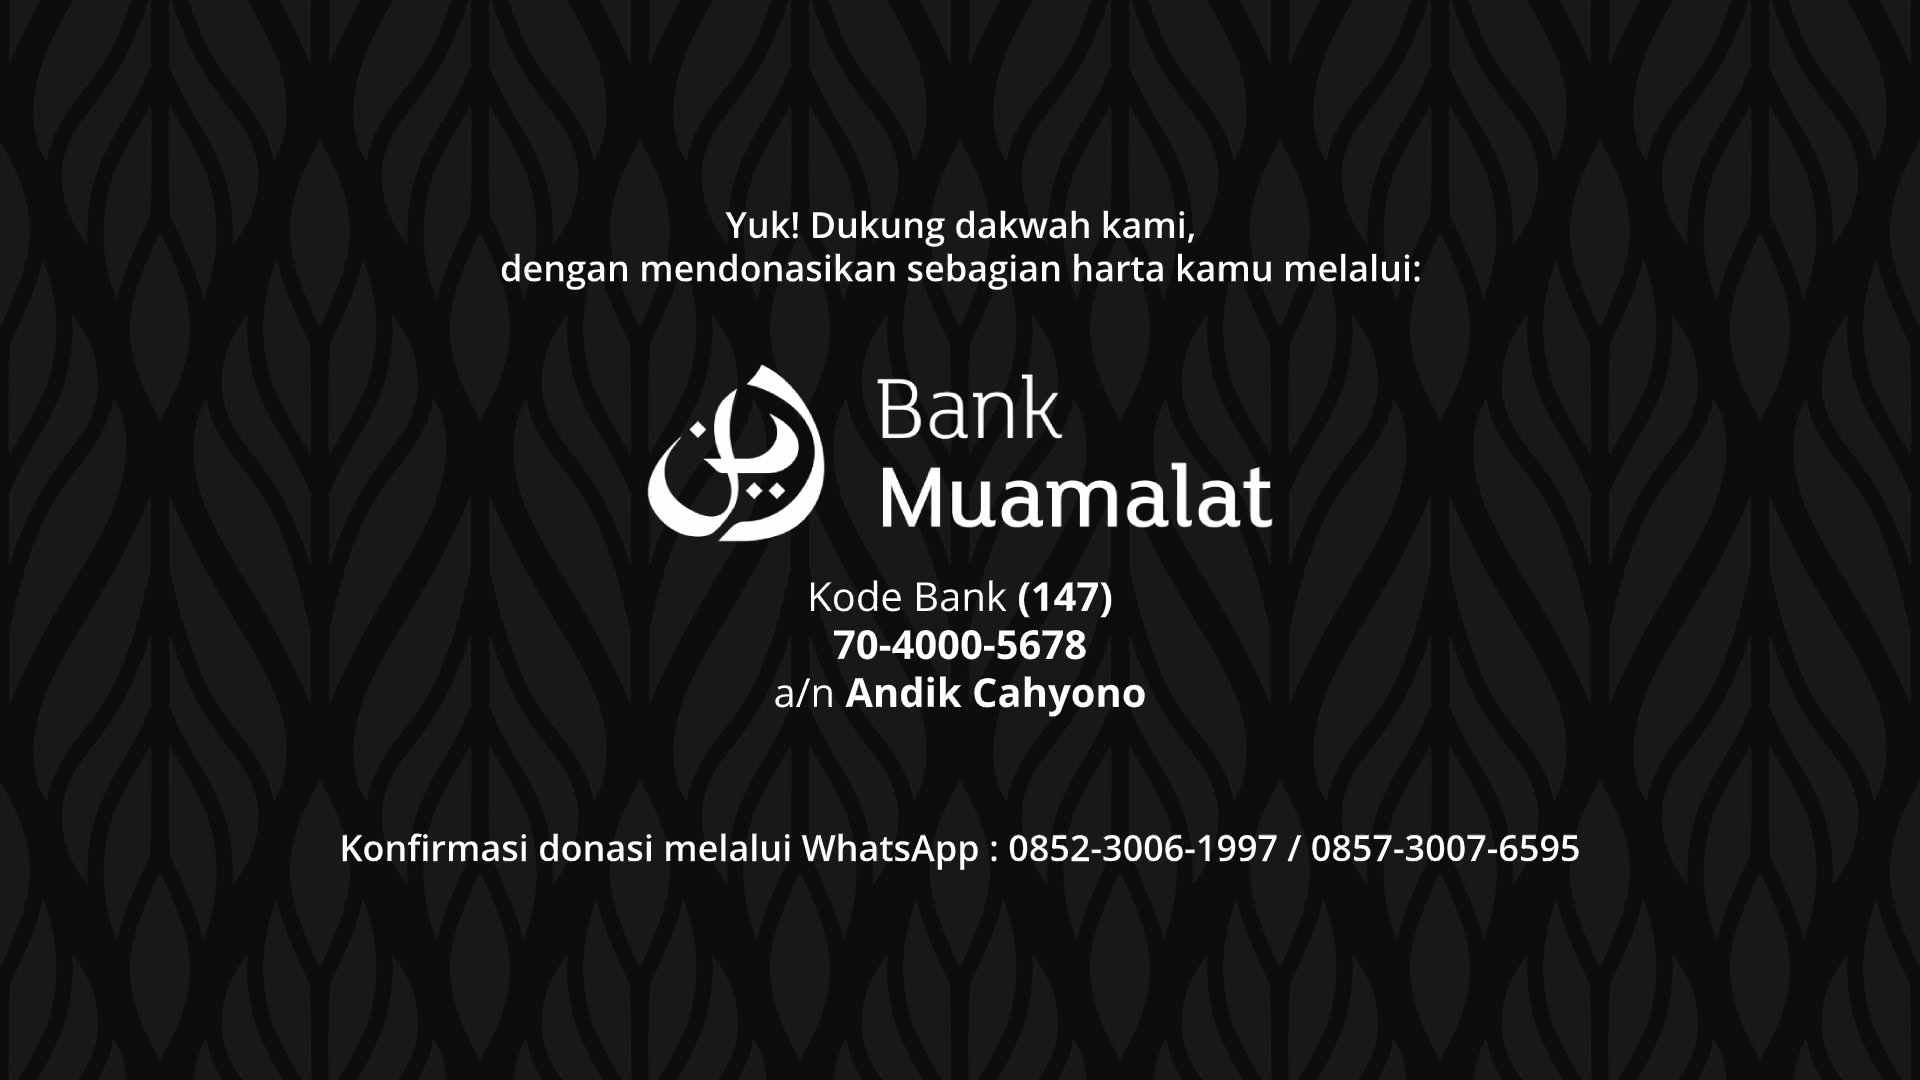 Yuk! Dukung dakwah kami,
dengan mendonasikan sebagian harta kamu melalui:
Bank
Muamalat
Kode Bank (147)
70-4000-5678
a/n Andik Cahyono
Konfirmasi donasi melalui WhatsApp : 0852-3006-1997 / 0857-3007-6595